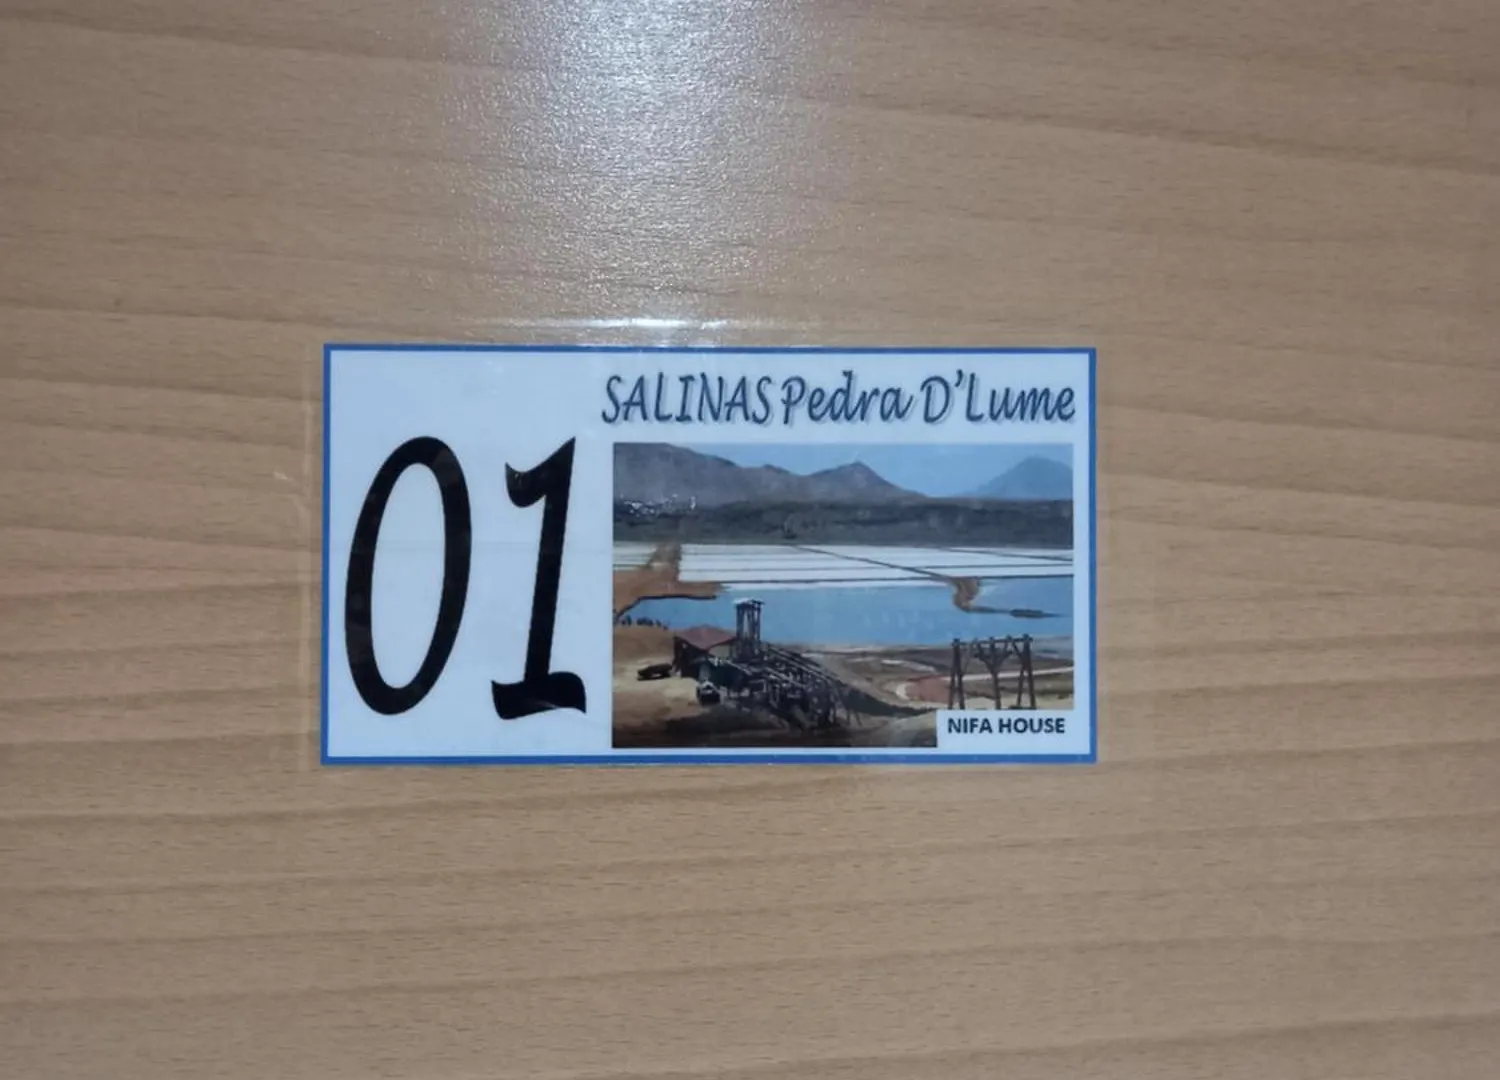 SALINAS Pedra D'Lume
01
NIFA HOUSE